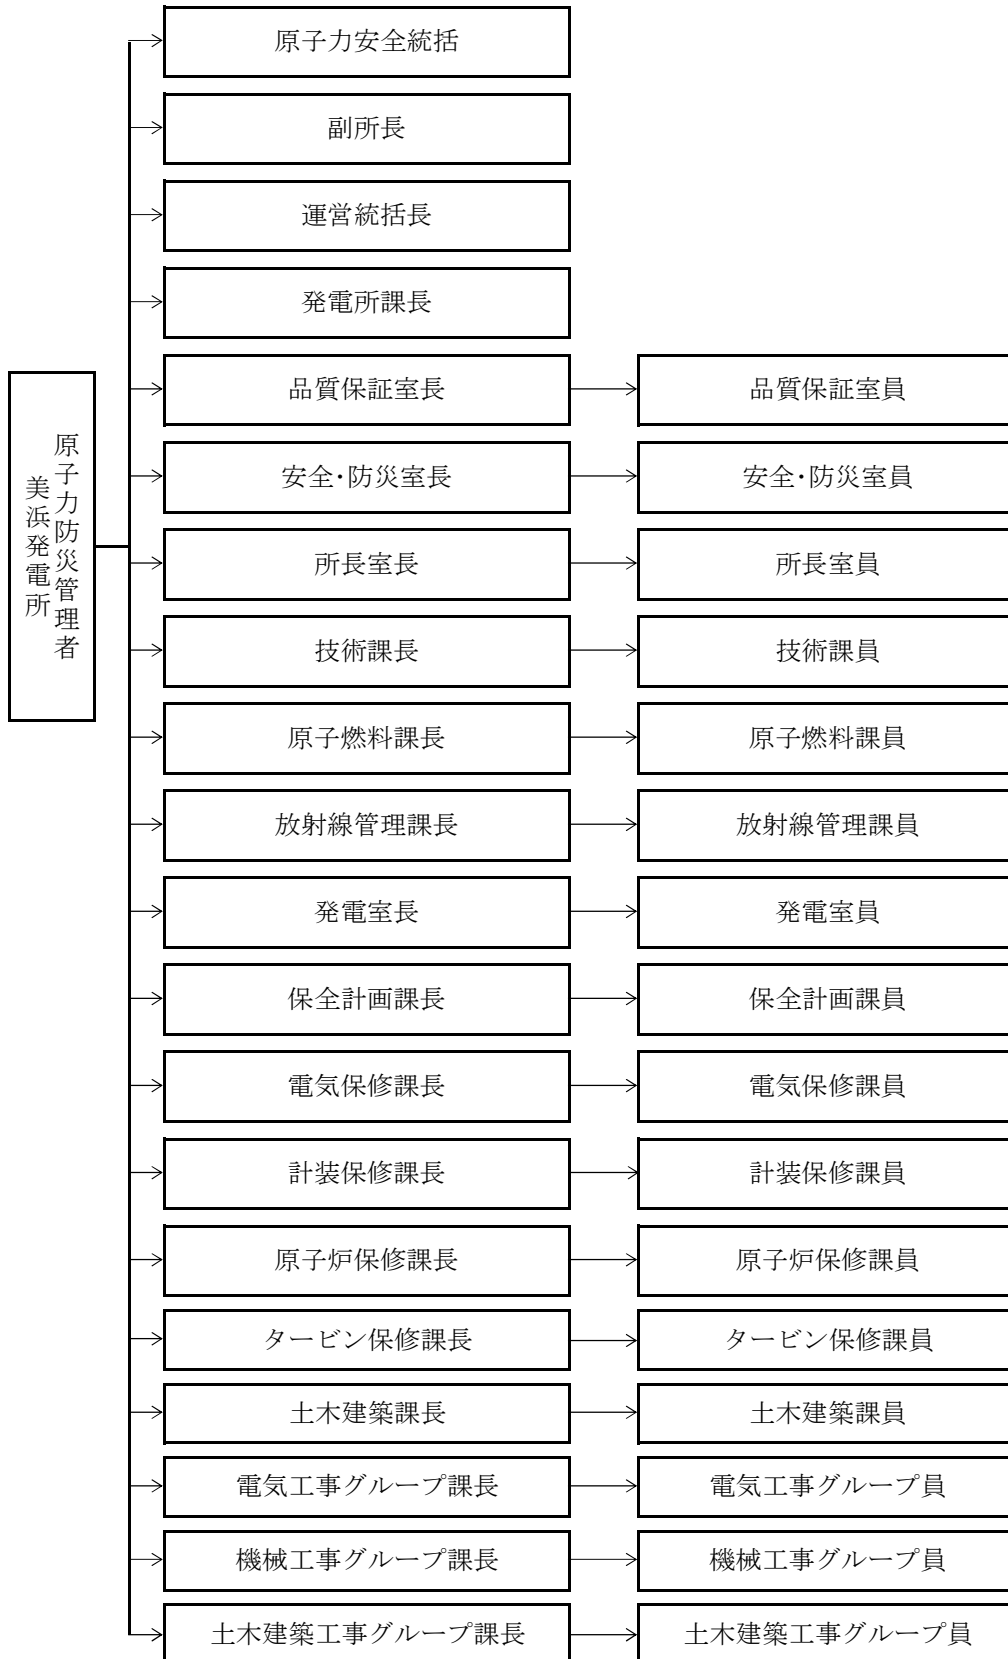 原子力安全統括
副所長
運営統括長
発電所課長
品質保証室長
品質保証室員
原子力防災管理者
美浜発電所
安全・防災室長
安全・防災室員
所長室長
所長室員
技術課長
技術課員
原子燃料課長
原子燃料課員
放射線管理課長
放射線管理課員
発電室長
発電室員
保全計画課長
保全計画課員
電気保修課長
電気保修課員
計装保修課長
計装保修課員
原子炉保修課長
原子炉保修課員
タービン保修課長
タービン保修課員
土木建築課長
土木建築課員
電気工事グループ課長
電気工事グループ員
機械工事グループ課長
機械工事グループ員
土木建築工事グループ課長
土木建築工事グループ員